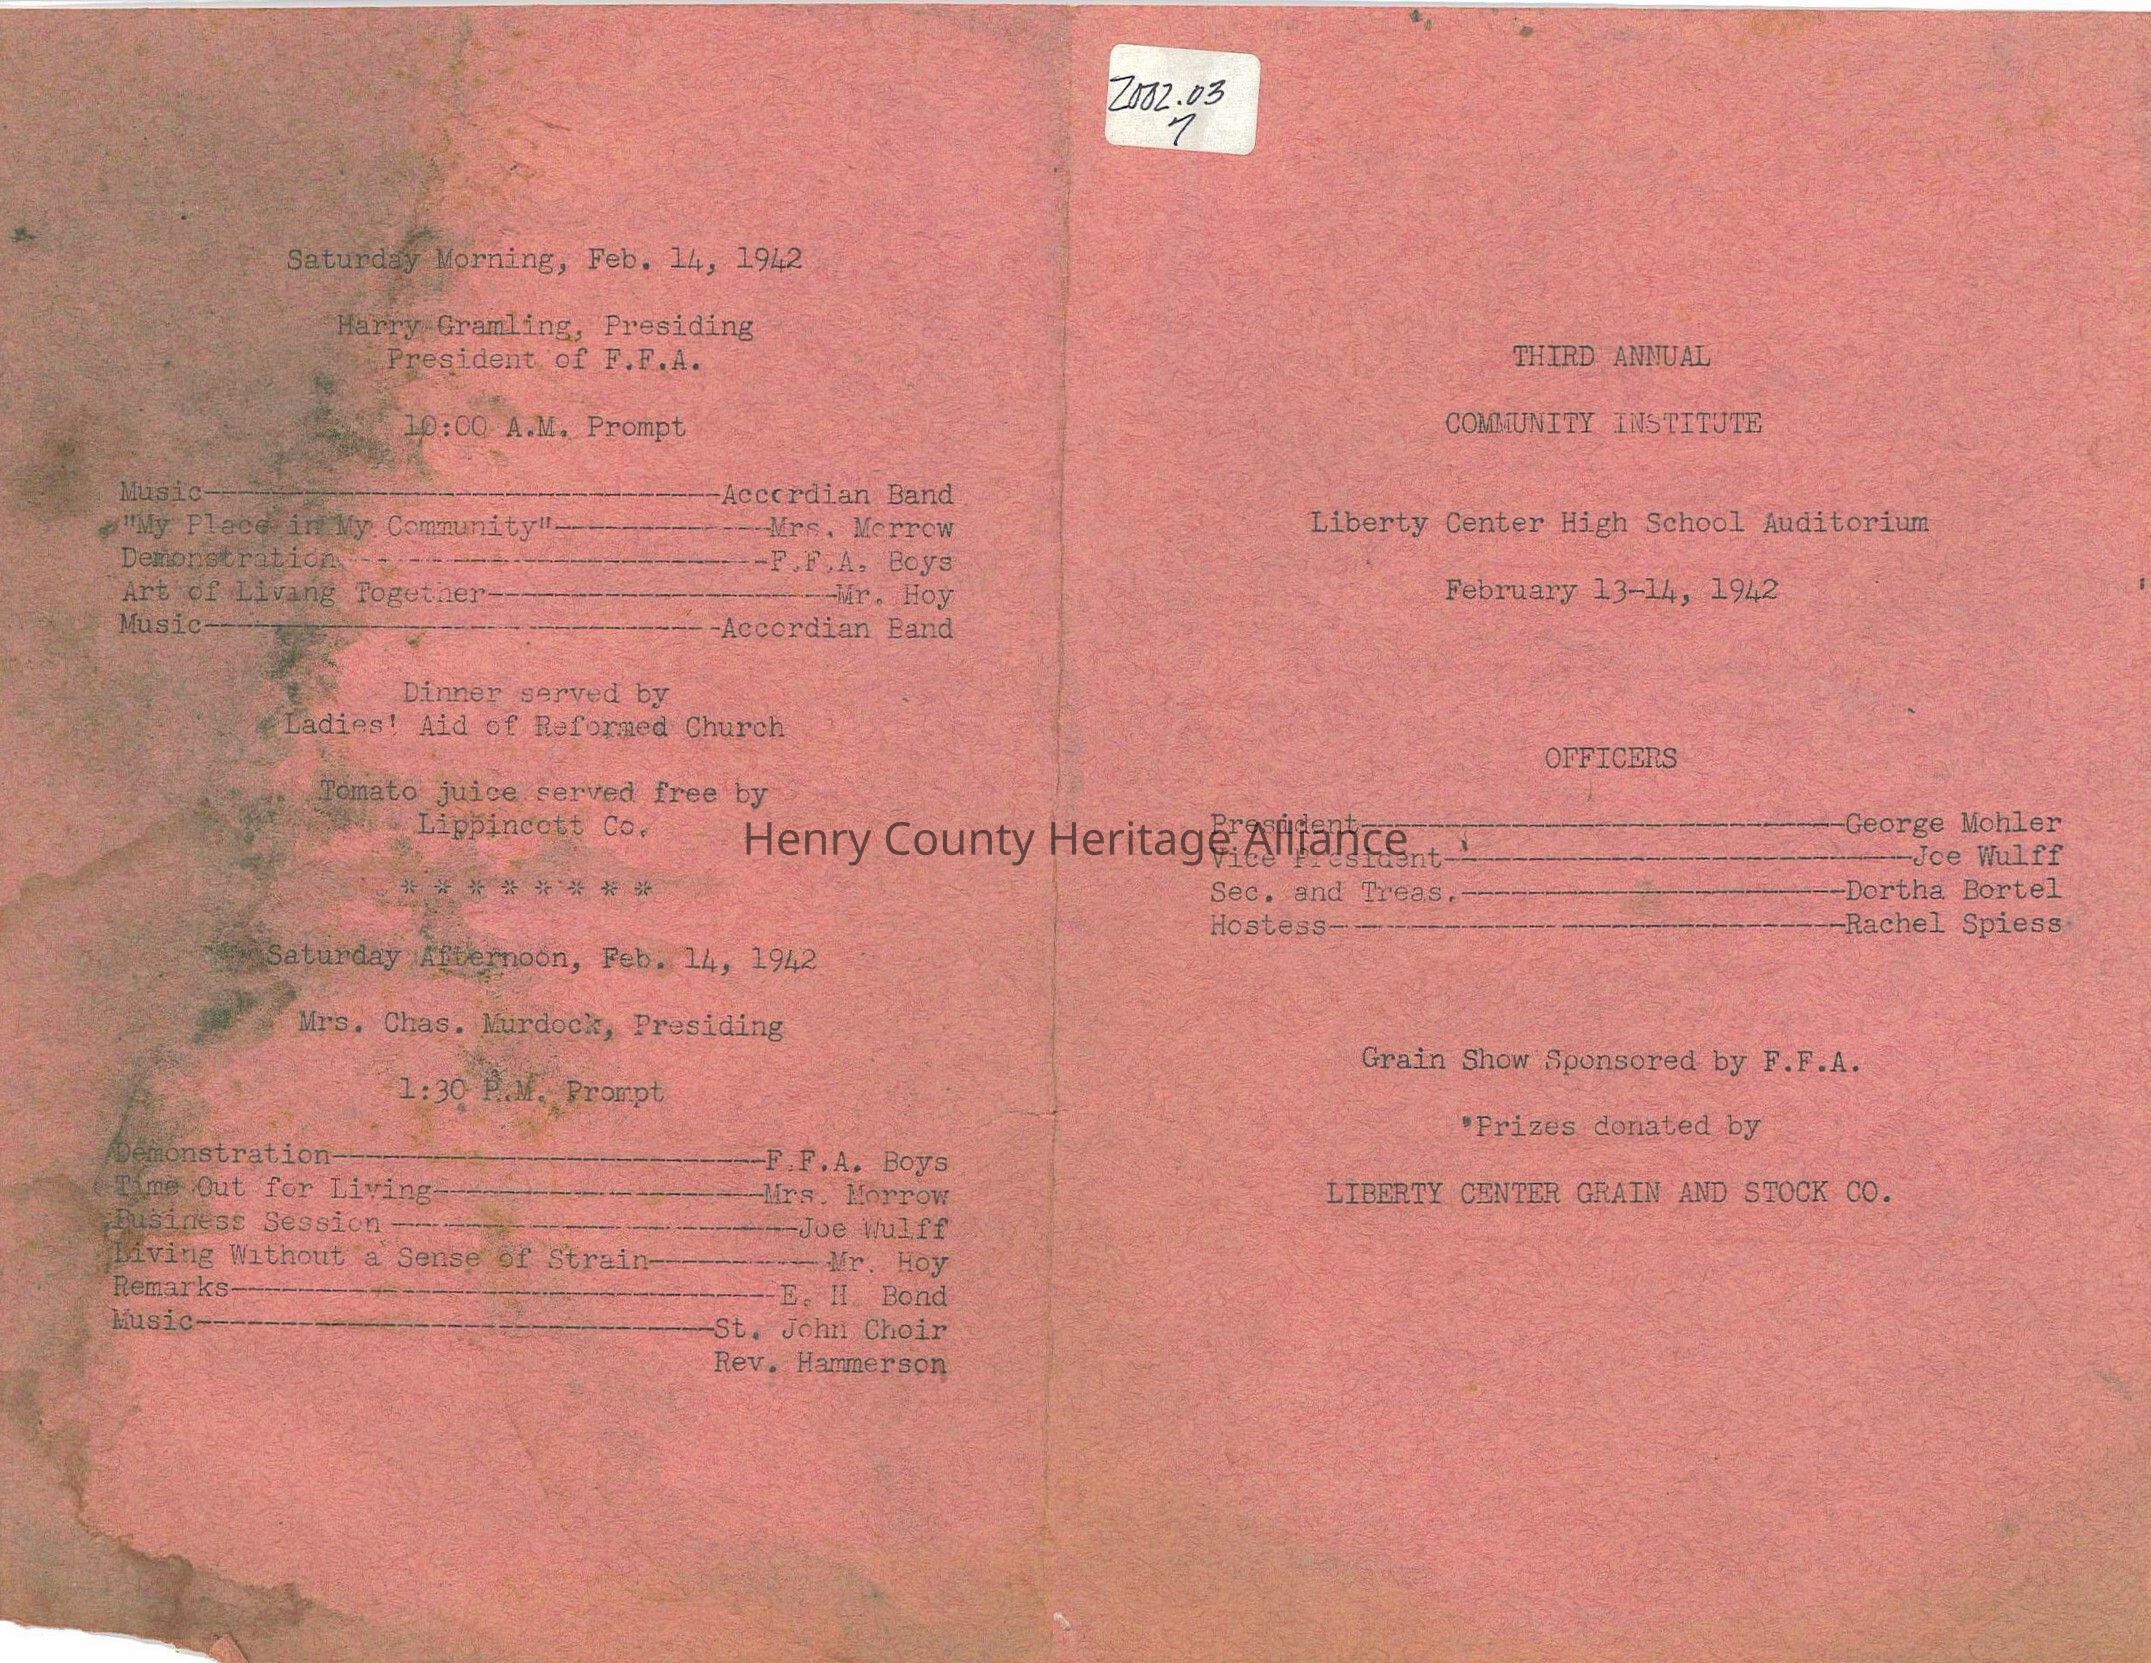 Saturday Morning, Feb. 14, 1942
Harry Gramling, Presiding
President of F.F.A.
10:00 A.M. Prompt
Music-------------------------------Accordian Band
"My Place in My Community"-------------Mrs. Morrow
Demonstration--------------------------F.F.A. Boys
Art of Living Together---------------------Mr. Hoy
Music-------------------------------Accordian Band
Dinner served by
Ladies' Aid of Reformed Church
Tomato juice served free by
Lippincott Co.
* * * * * * * *
Saturday Afternoon, Feb. 14, 1942
Mrs. Chas. Murdock, Presiding
1:30 P.M. Prompt
Demonstration--------------------------F.F.A. Boys
Time Out for Living--------------------Mrs. Morrow
Business Session-------------------------Joe Wulff
Living Without a Sense of Strain-----------Mr. Hoy
Remarks---------------------------------E. H. Bond
Music-------------------------------St. John Choir
Rev. Hammerson
2002.03
7
THIRD ANNUAL
COMMUNITY INSTITUTE
Liberty Center High School Auditorium
February 13-14, 1942
OFFICERS
President-----------------------------George Mohler
Vice President----------------------------Joe Wulff
Sec. and Treas.-----------------------Dortha Bortel
Hostess-------------------------------Rachel Spiess
Grain Show Sponsored by F.F.A.
Prizes donated by
LIBERTY CENTER GRAIN AND STOCK CO.
Henry County Heritage Alliance